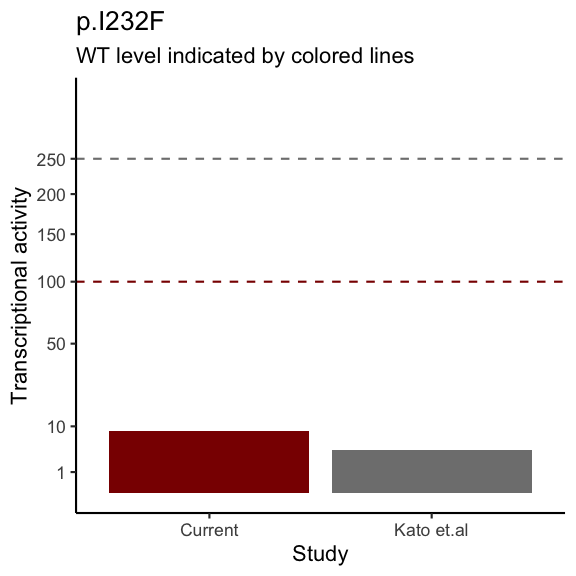 p.I232F
WT level indicated by colored lines
Transcriptional activity
250
200
150
100
50
10
1
Current
Kato et.al
Study